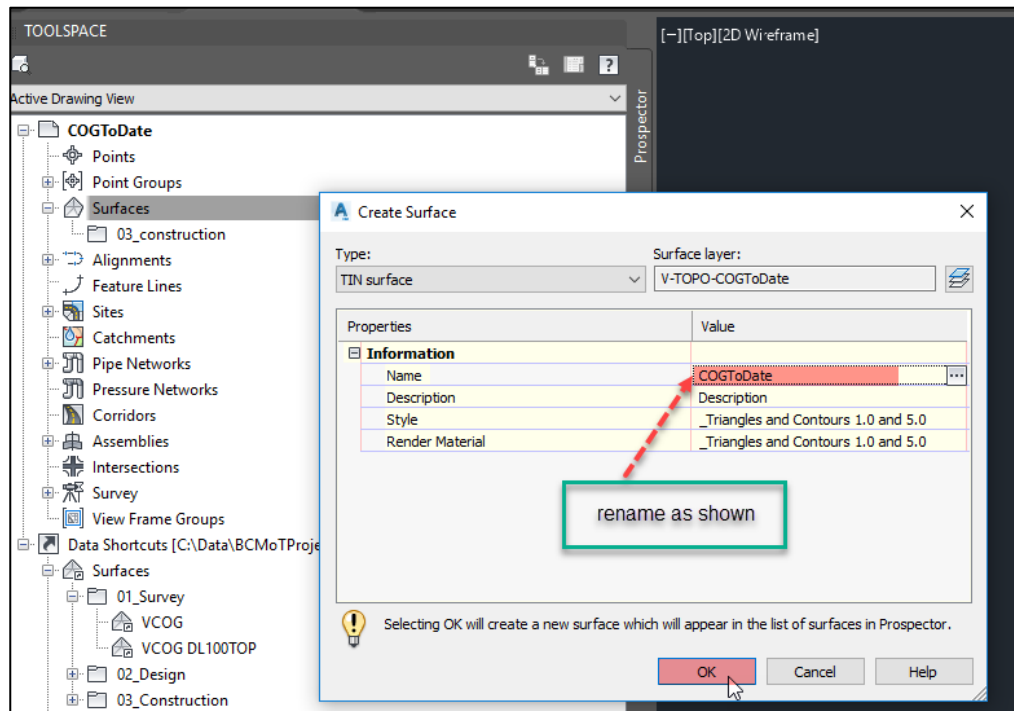 TOOLSPACE
[−][Top][2D Wireframe]
?
Active Drawing View
Prospector
COGToDate
Points
Point Groups
Surfaces
03_construction
Alignments
Feature Lines
Sites
Catchments
Pipe Networks
Pressure Networks
Corridors
Assemblies
Intersections
Survey
View Frame Groups
Data Shortcuts [C:\Data\BCMoTProje
Surfaces
01_Survey
VCOG
VCOG DL100TOP
02_Design
03_Construction
Create Surface
Type:
Surface layer:
TIN surface
V-TOPO-COGToDate
Properties
Value
Information
Name
COGToDate
Description
Description
Style
_Triangles and Contours 1.0 and 5.0
Render Material
_Triangles and Contours 1.0 and 5.0
rename as shown
Selecting OK will create a new surface which will appear in the list of surfaces in Prospector.
OK
Cancel
Help